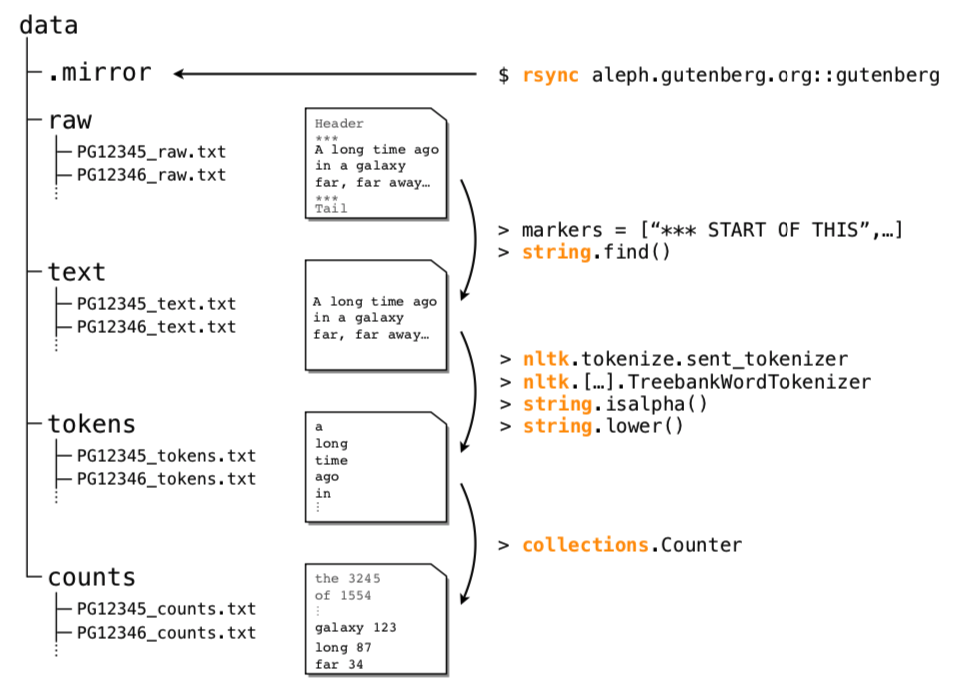 data
.mirror
$ rsync aleph.gutenberg.org::gutenberg
raw
PG12345_raw.txt
PG12346_raw.txt
⋮
Header
***
A long time ago
in a galaxy
far, far away…
***
Tail
> markers = [“*** START OF THIS”,…]
> string.find()
text
PG12345_text.txt
PG12346_text.txt
⋮
A long time ago
in a galaxy
far, far away…
> nltk.tokenize.sent_tokenizer
> nltk.[…].TreebankWordTokenizer
> string.isalpha()
> string.lower()
tokens
PG12345_tokens.txt
PG12346_tokens.txt
⋮
a
long
time
ago
in
⋮
> collections.Counter
counts
PG12345_counts.txt
PG12346_counts.txt
⋮
the 3245
of 1554
⋮
galaxy 123
long 87
far 34